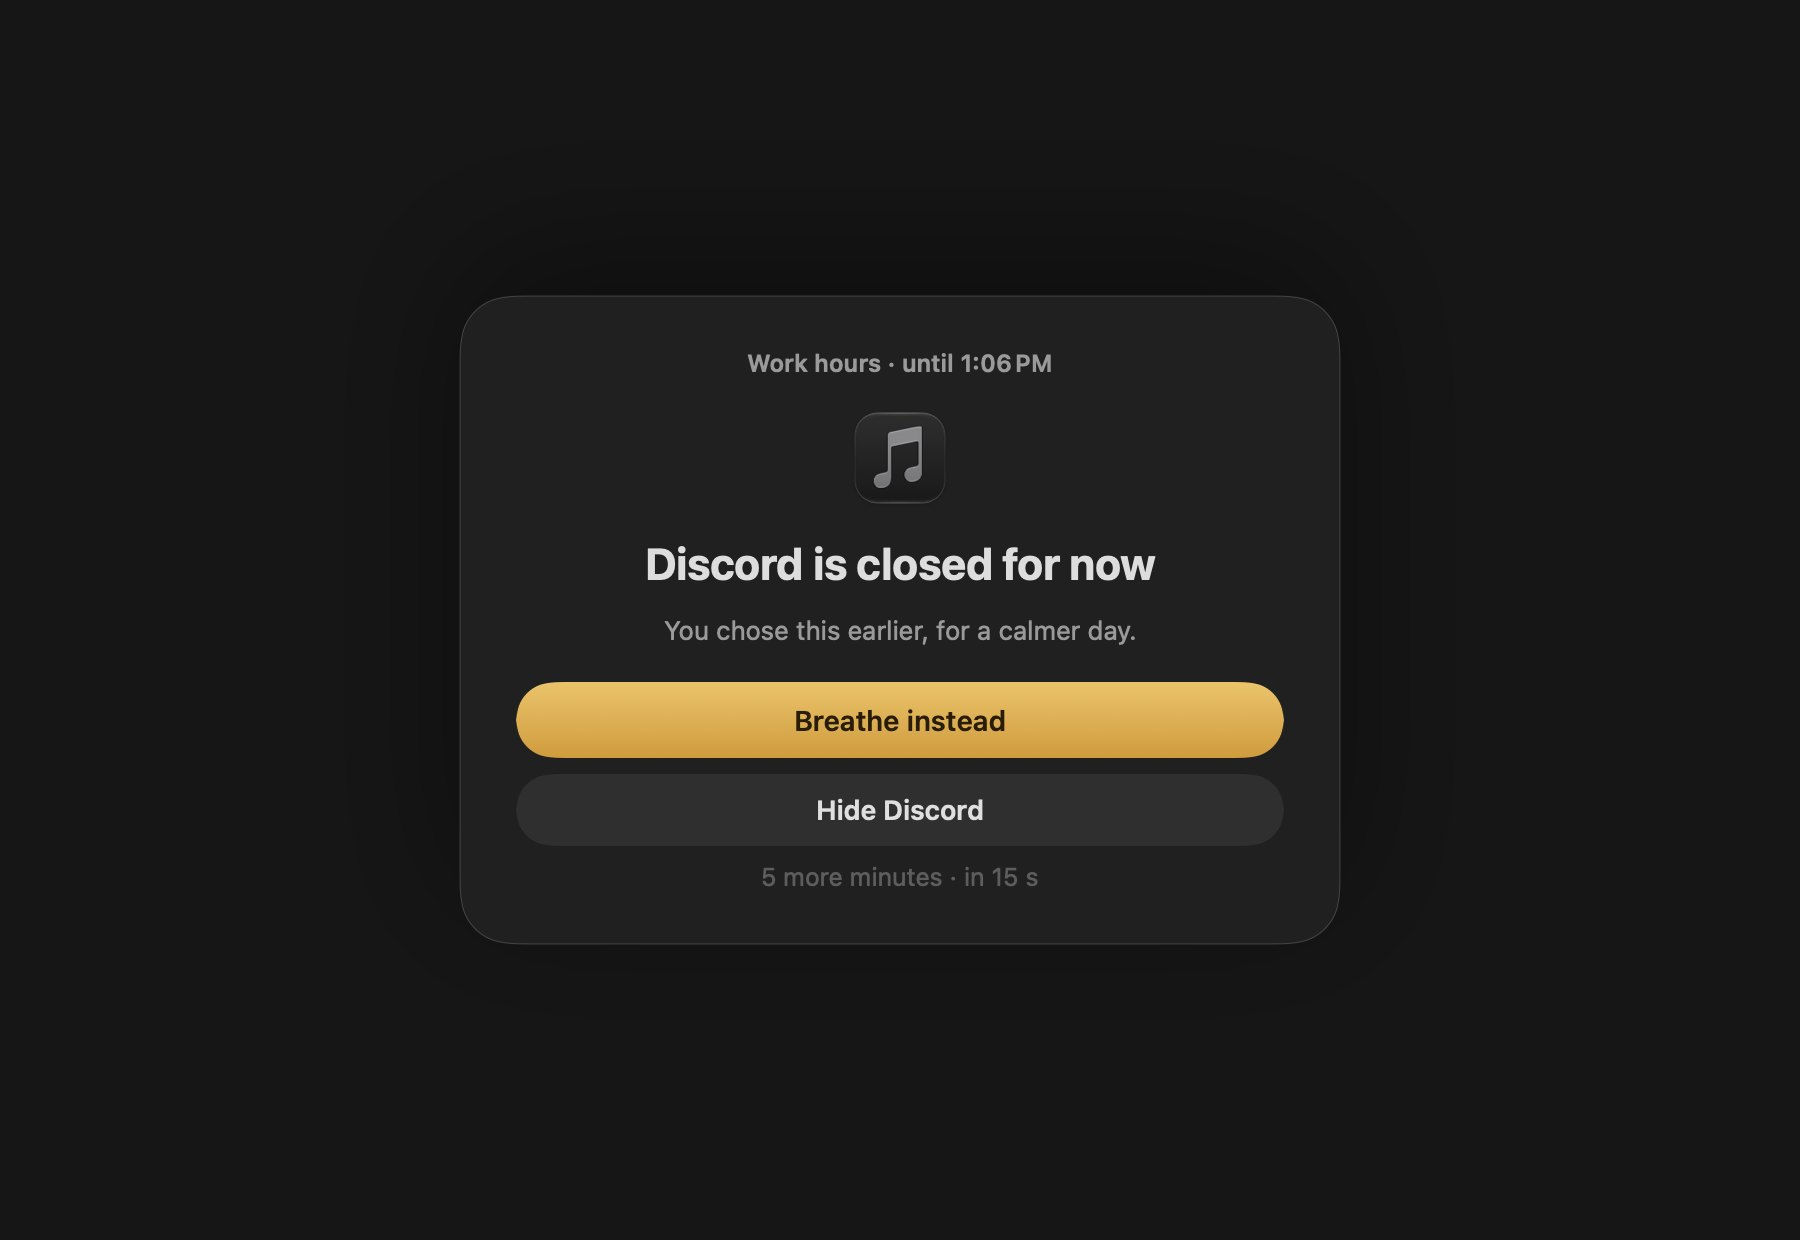 Work hours · until 1:06 PM
Discord is closed for now
You chose this earlier, for a calmer day.
Breathe instead
Hide Discord
5 more minutes · in 15 s